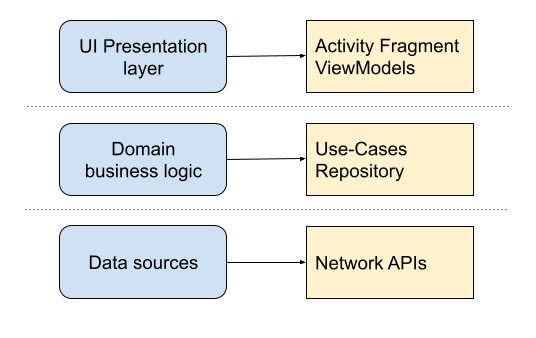 UI Presentation
layer
Activity Fragment
ViewModels
Domain
business logic
Use-Cases
Repository
Data sources
Network APIs